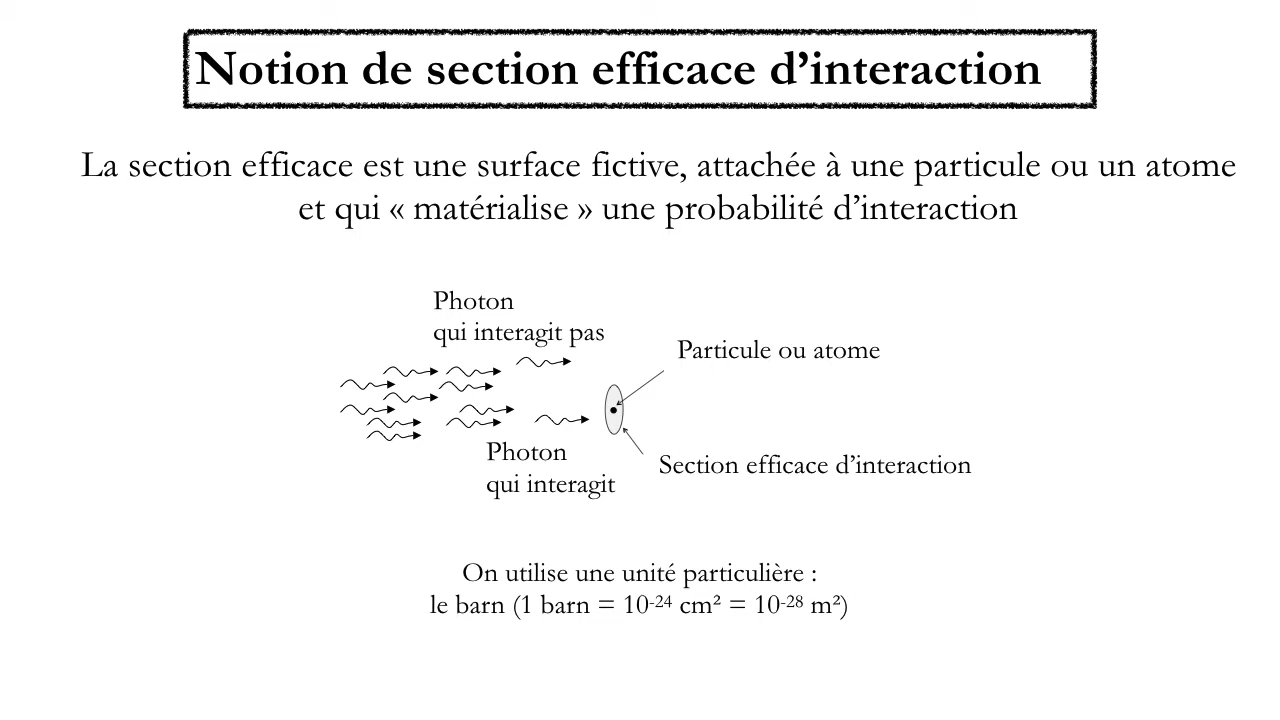 Notion de section efficace d’interaction
La section efficace est une surface fictive, attachée à une particule ou un atome
et qui « matérialise » une probabilité d’interaction
Photon
qui interagit pas
Particule ou atome
Photon
qui interagit
Section efficace d’interaction
On utilise une unité particulière :
le barn (1 barn = 10⁻²⁴ cm² = 10⁻²⁸ m²)